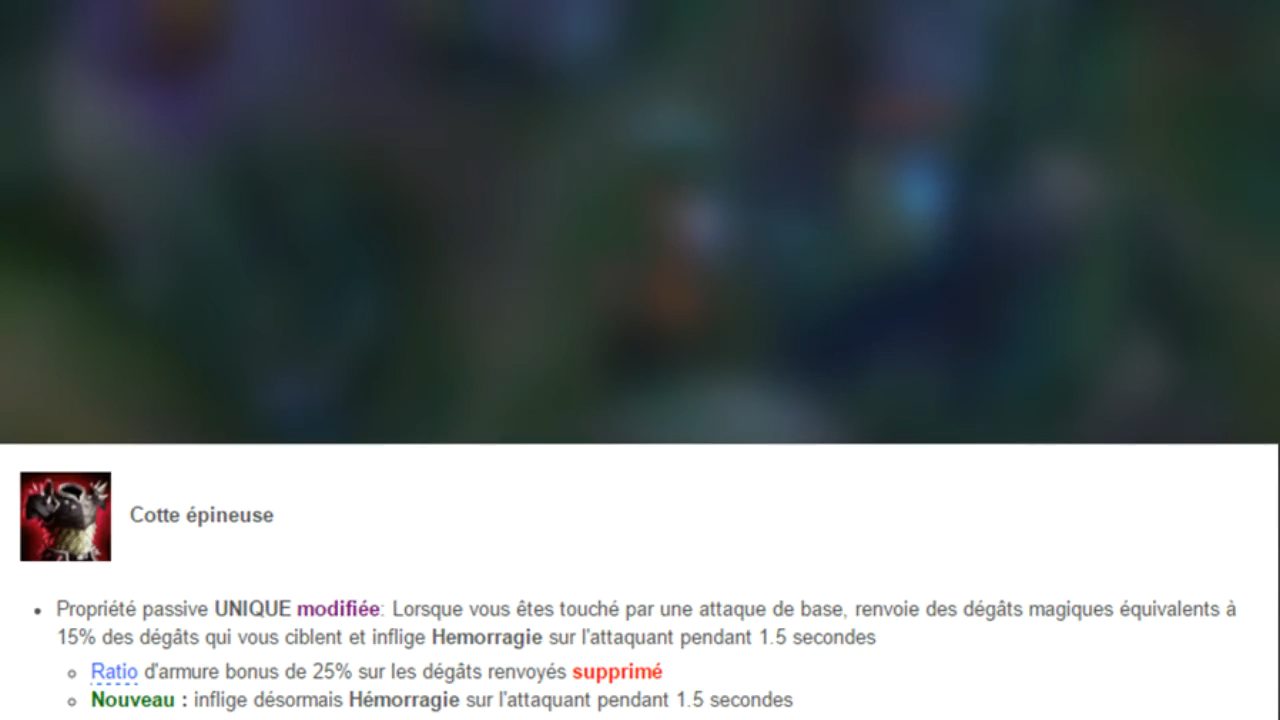 Cotte épineuse
• Propriété passive UNIQUE modifiée: Lorsque vous êtes touché par une attaque de base, renvoie des dégâts magiques équivalents à
15% des dégâts qui vous ciblent et inflige Hemorragie sur l'attaquant pendant 1.5 secondes
◦ Ratio d'armure bonus de 25% sur les dégâts renvoyés supprimé
◦ Nouveau : inflige désormais Hémorragie sur l'attaquant pendant 1.5 secondes